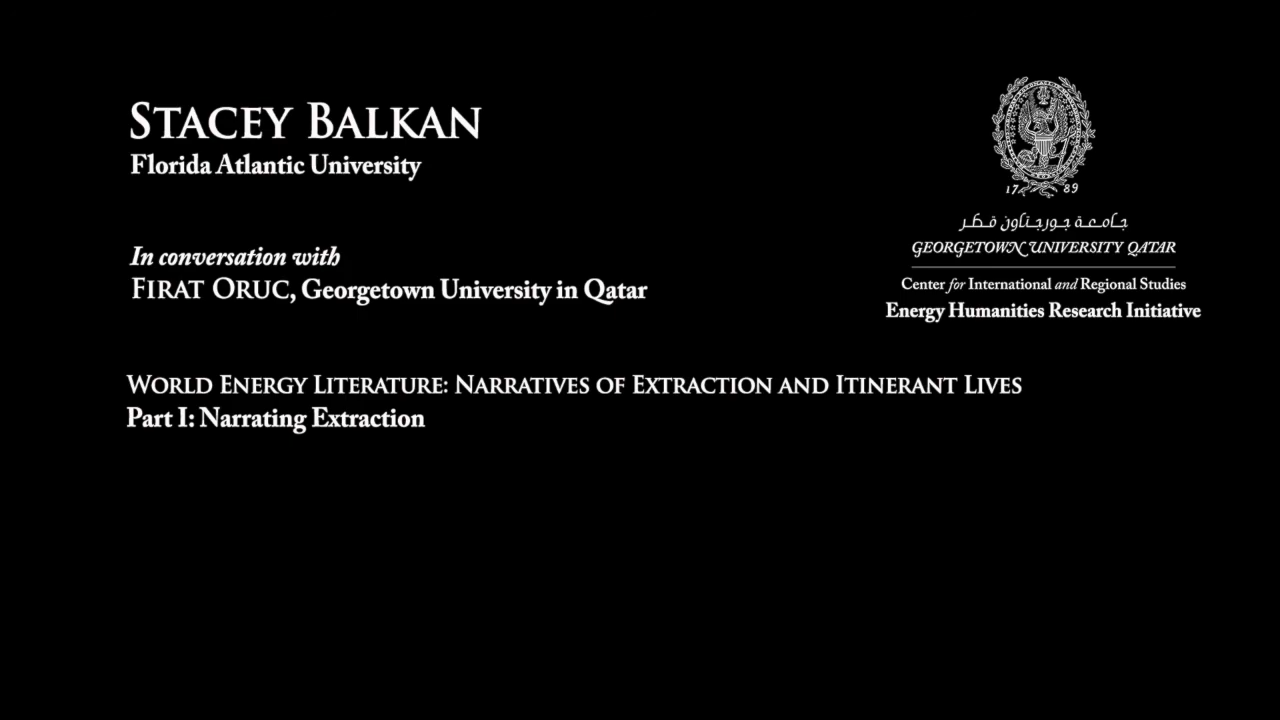 STACEY BALKAN
Florida Atlantic University
In conversation with
FIRAT ORUC, Georgetown University in Qatar
WORLD ENERGY LITERATURE: NARRATIVES OF EXTRACTION AND ITINERANT LIVES
Part I: Narrating Extraction
17 89
جامعة جورجتاون قطر
GEORGETOWN UNIVERSITY QATAR
Center for International and Regional Studies
Energy Humanities Research Initiative